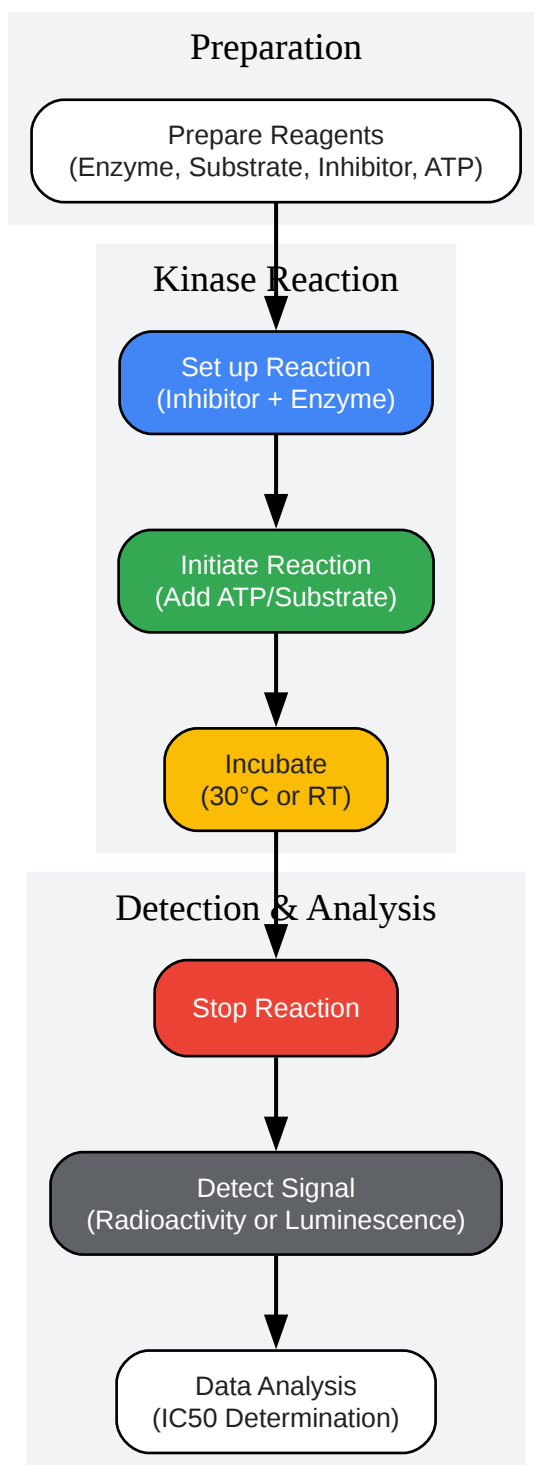 Preparation
Prepare Reagents
(Enzyme, Substrate, Inhibitor, ATP)
Kinase Reaction
Set up Reaction
(Inhibitor + Enzyme)
Initiate Reaction
(Add ATP/Substrate)
Incubate
(30°C or RT)
Detection & Analysis
Stop Reaction
Detect Signal
(Radioactivity or Luminescence)
Data Analysis
(IC50 Determination)